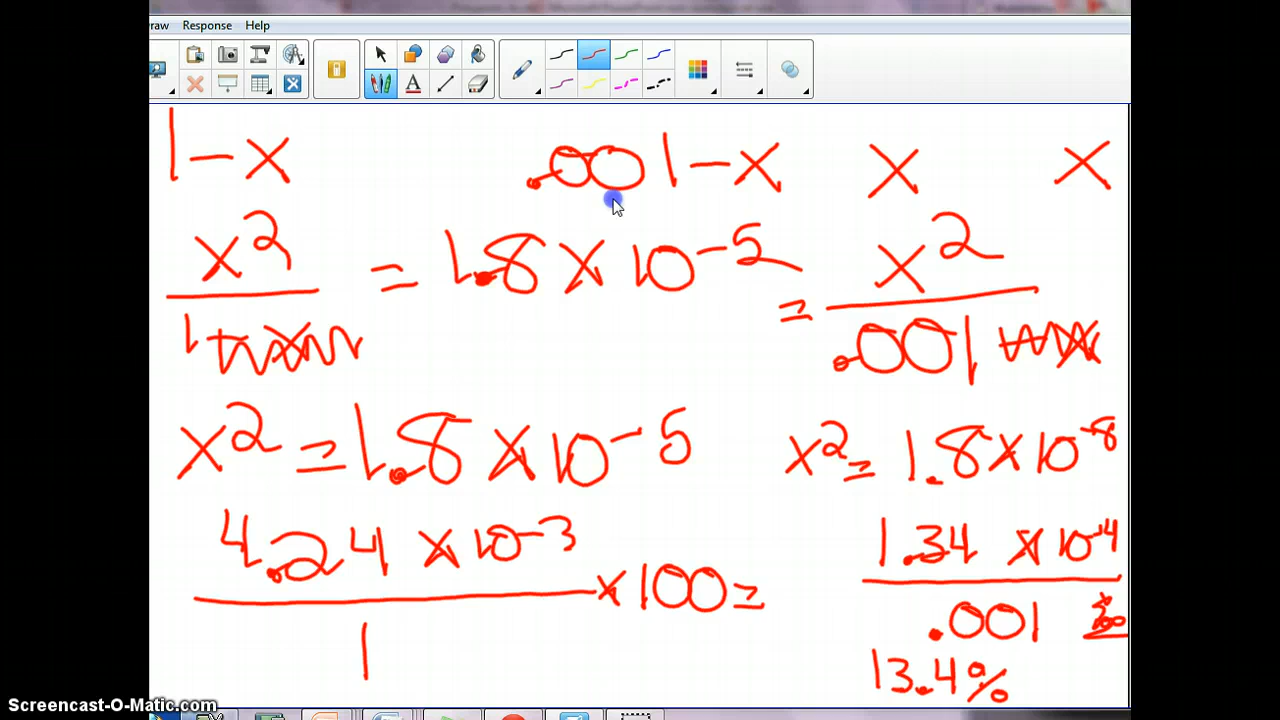 raw Response Help
1-x .001-x x x
x² = 1.8 x 10⁻⁵ = x²
1 .001
x² = 1.8 x 10⁻⁵ x² = 1.8 x 10⁻⁸
4.24 x 10⁻³ x 100 = 1.34 x 10⁻⁴
1 .001
13.4%
Screencast-O-Matic.com